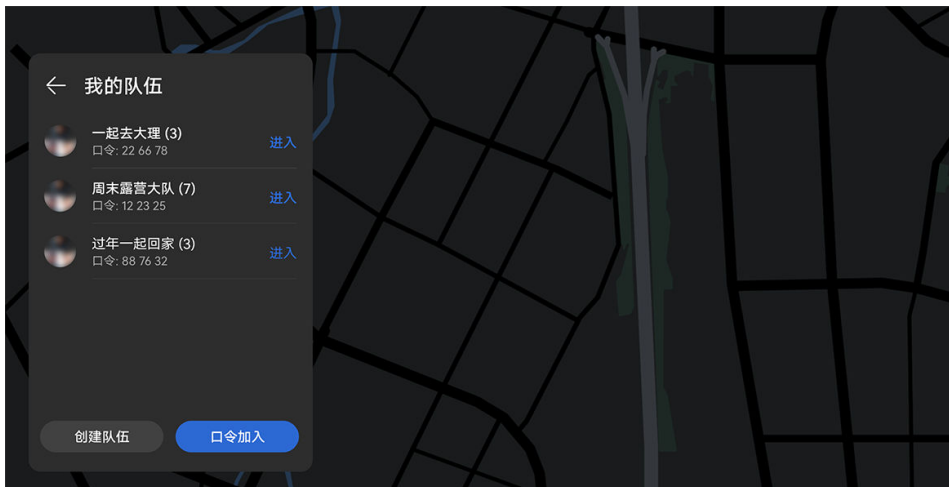 我的队伍
一起去大理 (3)
口令: 22 66 78
进入
周末露营大队 (7)
口令: 12 23 25
进入
过年一起回家 (3)
口令: 88 76 32
进入
创建队伍
口令加入